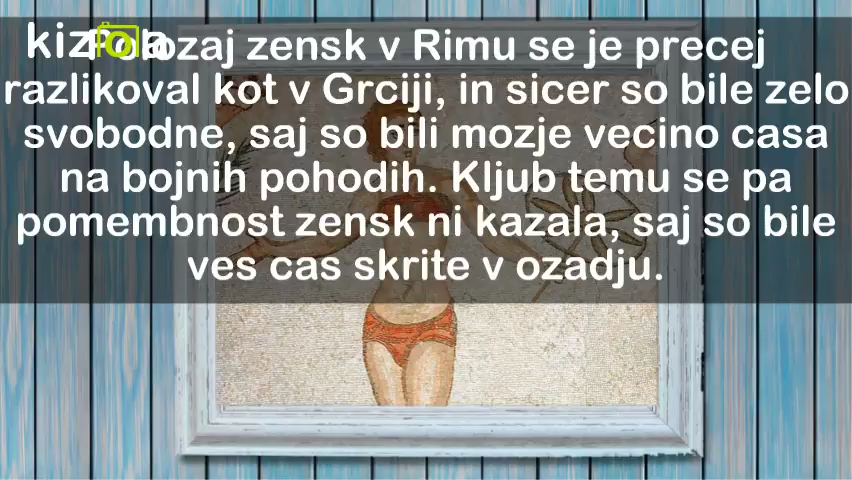 kizoa
Polozaj zensk v Rimu se je precej
razlikoval kot v Grciji, in sicer so bile zelo
svobodne, saj so bili mozje vecino casa
na bojnih pohodih. Kljub temu se pa
pomembnost zensk ni kazala, saj so bile
ves cas skrite v ozadju.